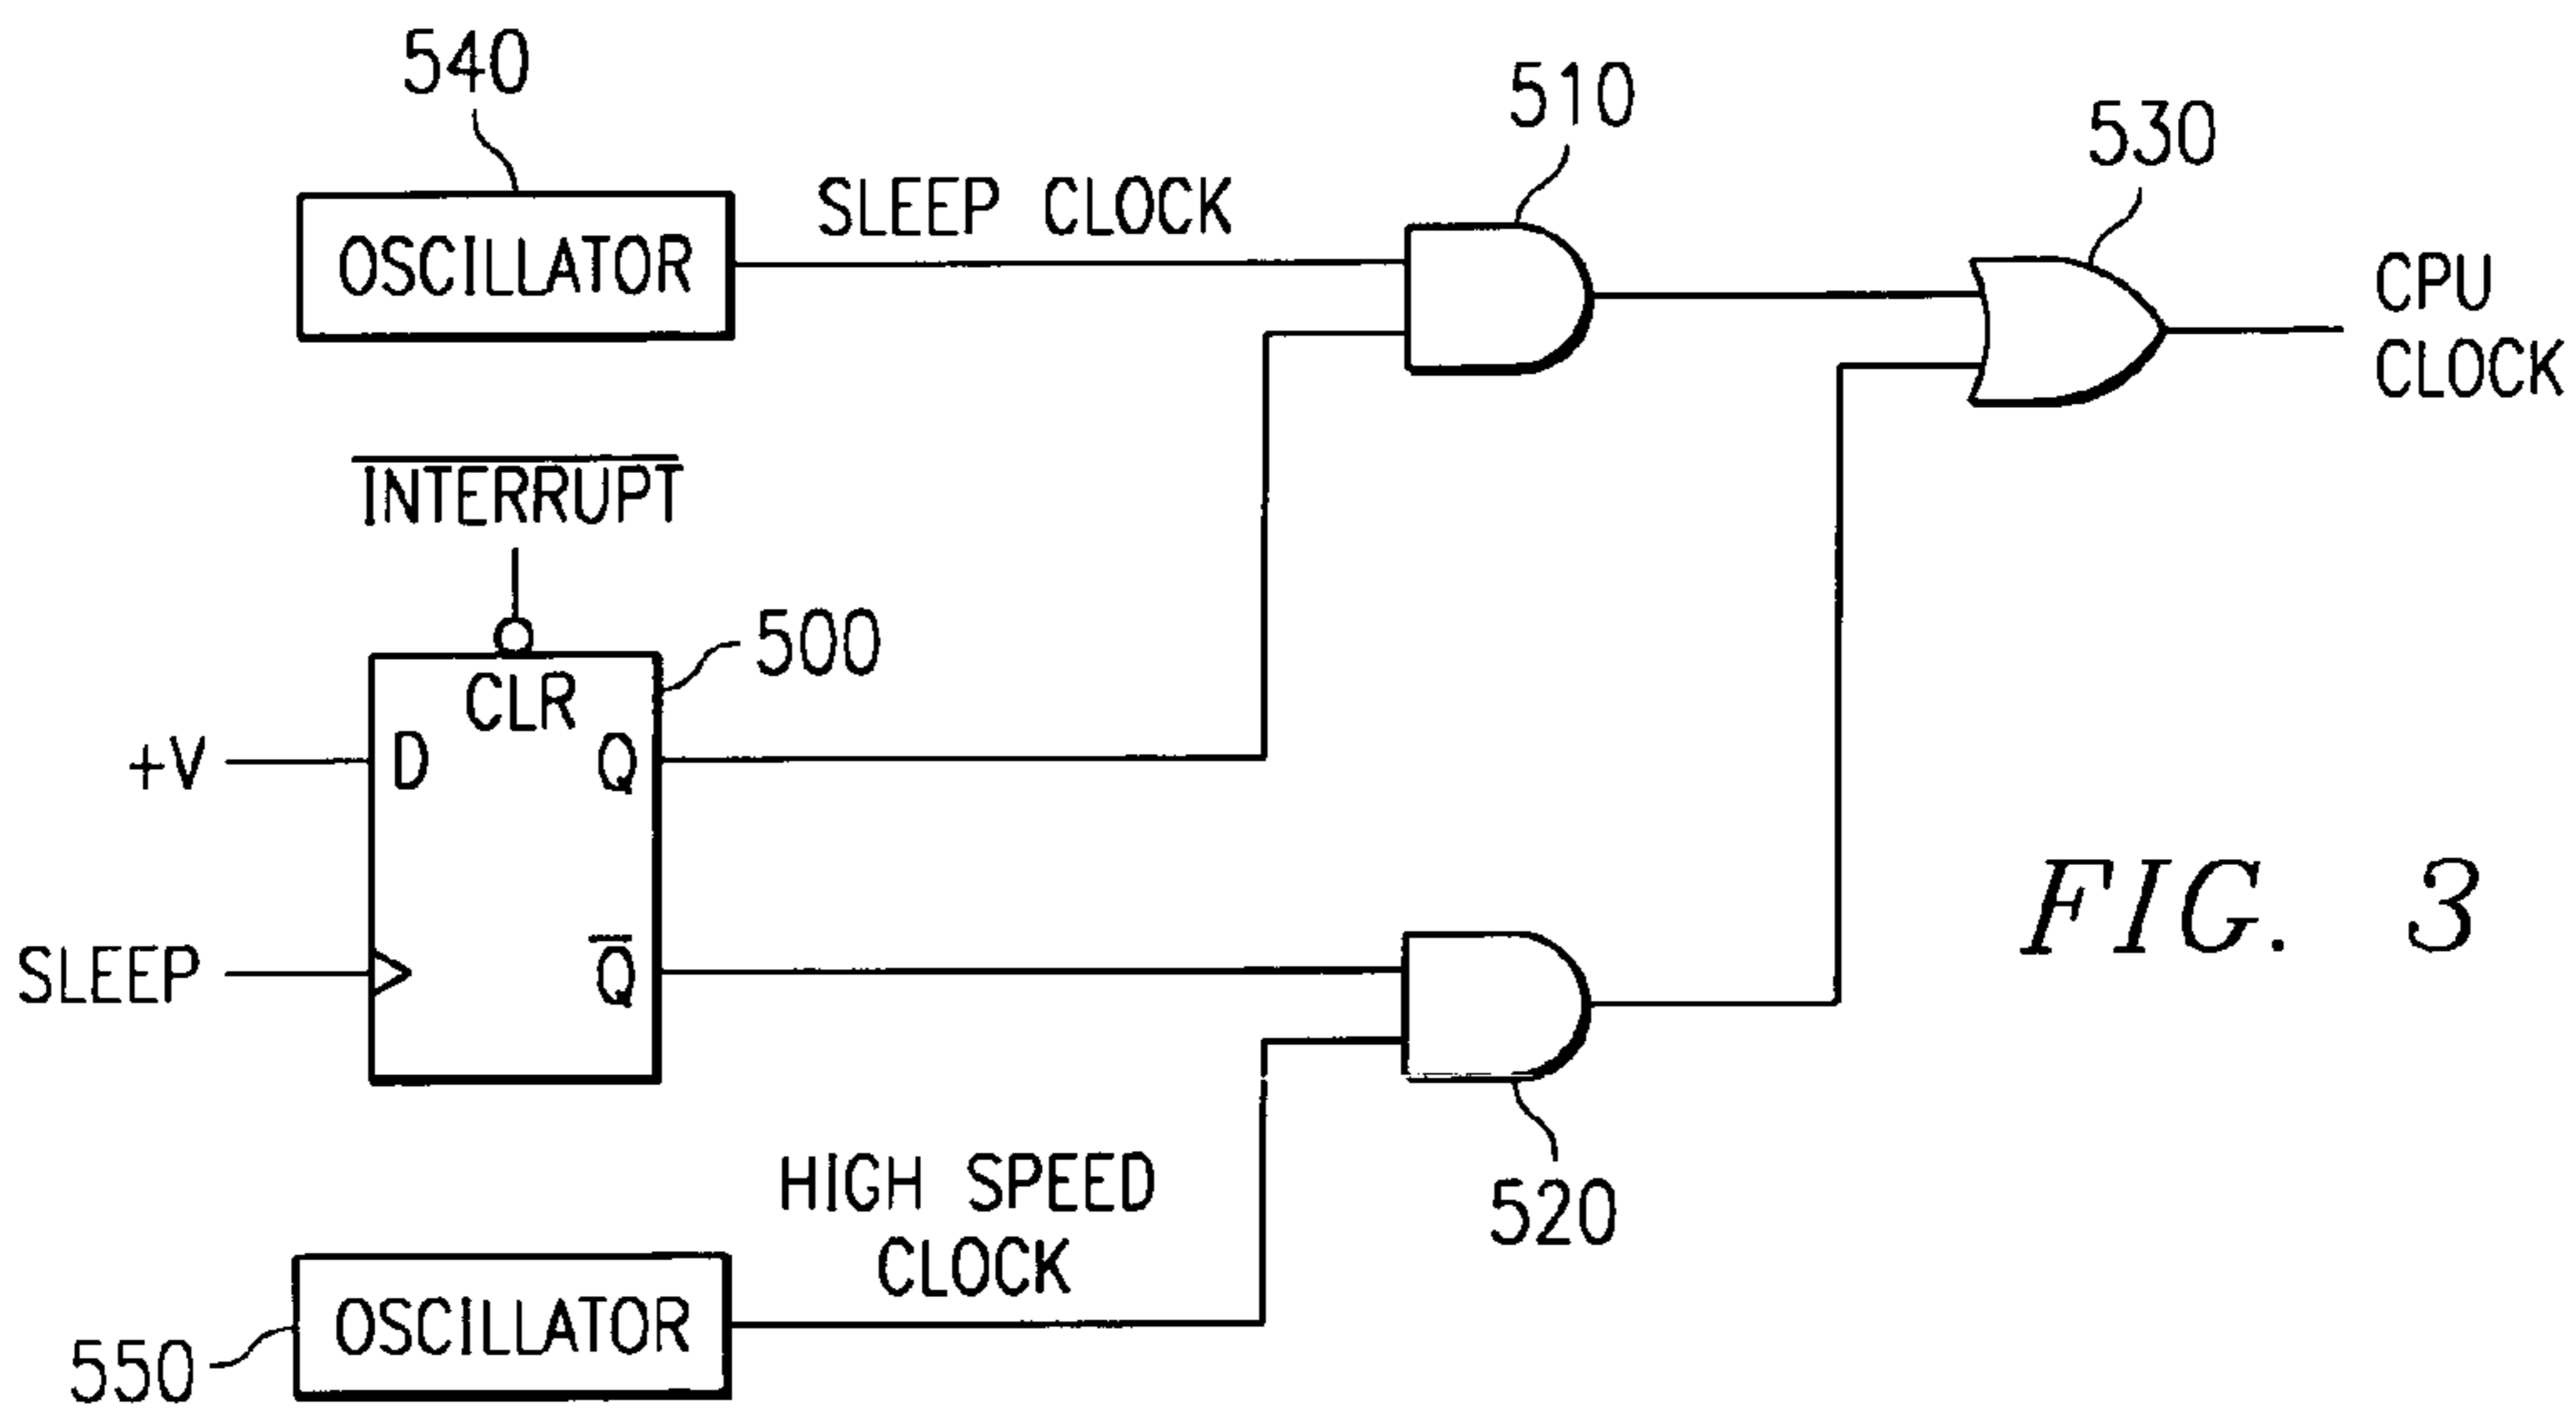 540
510
530
SLEEP CLOCK
OSCILLATOR
CPU
CLOCK
INTERRUPT
500
CLR
+V
D
Q
SLEEP
Q
FIG. 3
HIGH SPEED
CLOCK
520
OSCILLATOR
550